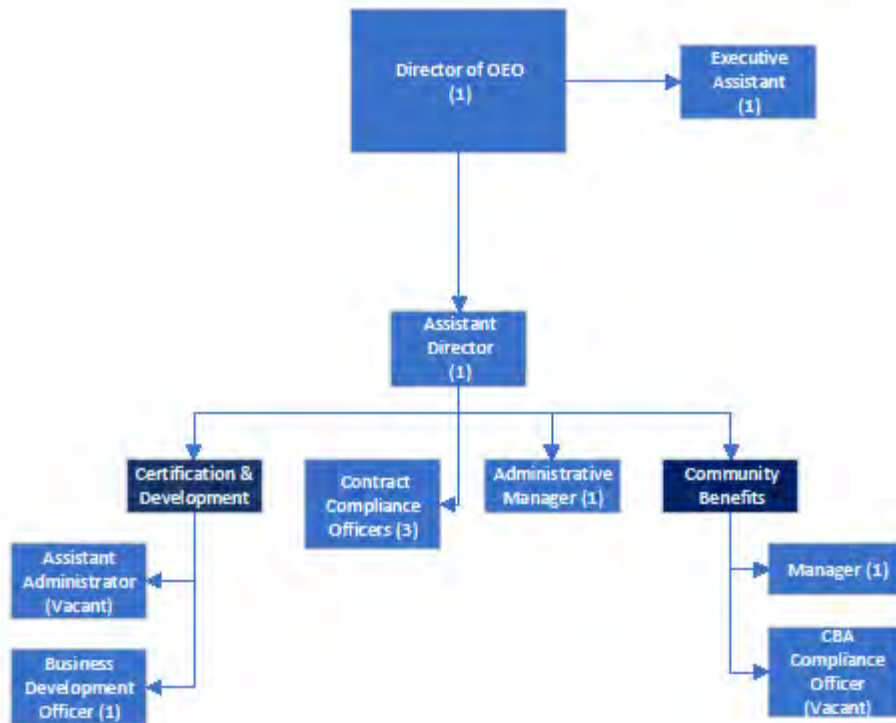 Director of OEO
(1)
Executive
Assistant
(1)
Assistant
Director
(1)
Certification &
Development
Contract
Compliance
Officers (3)
Administrative
Manager (1)
Community
Benefits
Assistant
Administrator
(Vacant)
Manager (1)
Business
Development
Officer (1)
CBA
Compliance
Officer
(Vacant)